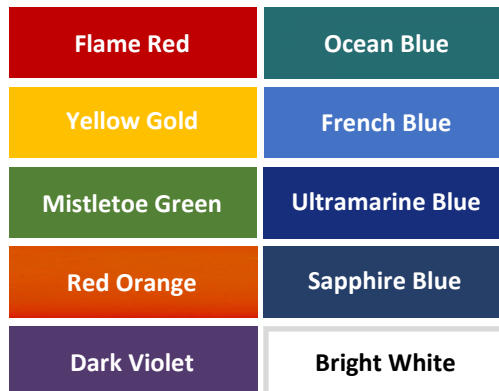 Flame Red
Ocean Blue
Yellow Gold
French Blue
Mistletoe Green
Ultramarine Blue
Red Orange
Sapphire Blue
Dark Violet
Bright White